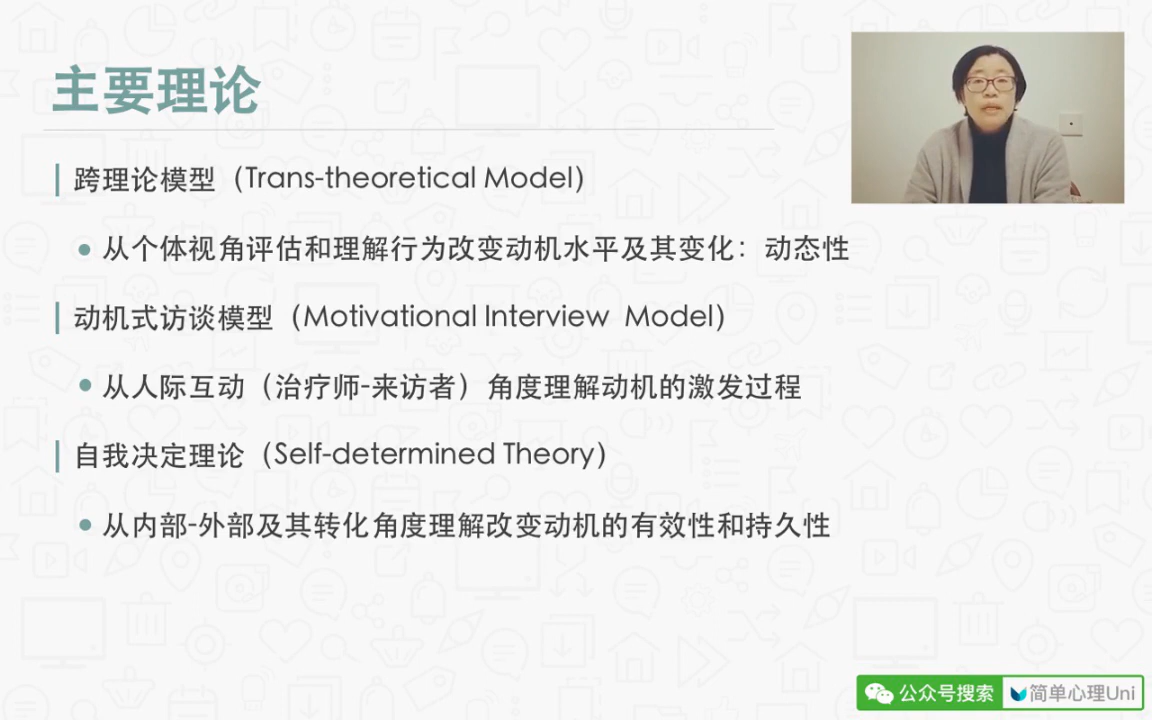 主要理论
跨理论模型（Trans-theoretical Model）
从个体视角评估和理解行为改变动机水平及其变化：动态性
动机式访谈模型（Motivational Interview  Model）
从人际互动（治疗师-来访者）角度理解动机的激发过程
自我决定理论（Self-determined Theory）
从内部-外部及其转化角度理解改变动机的有效性和持久性
公众号搜索 简单心理Uni